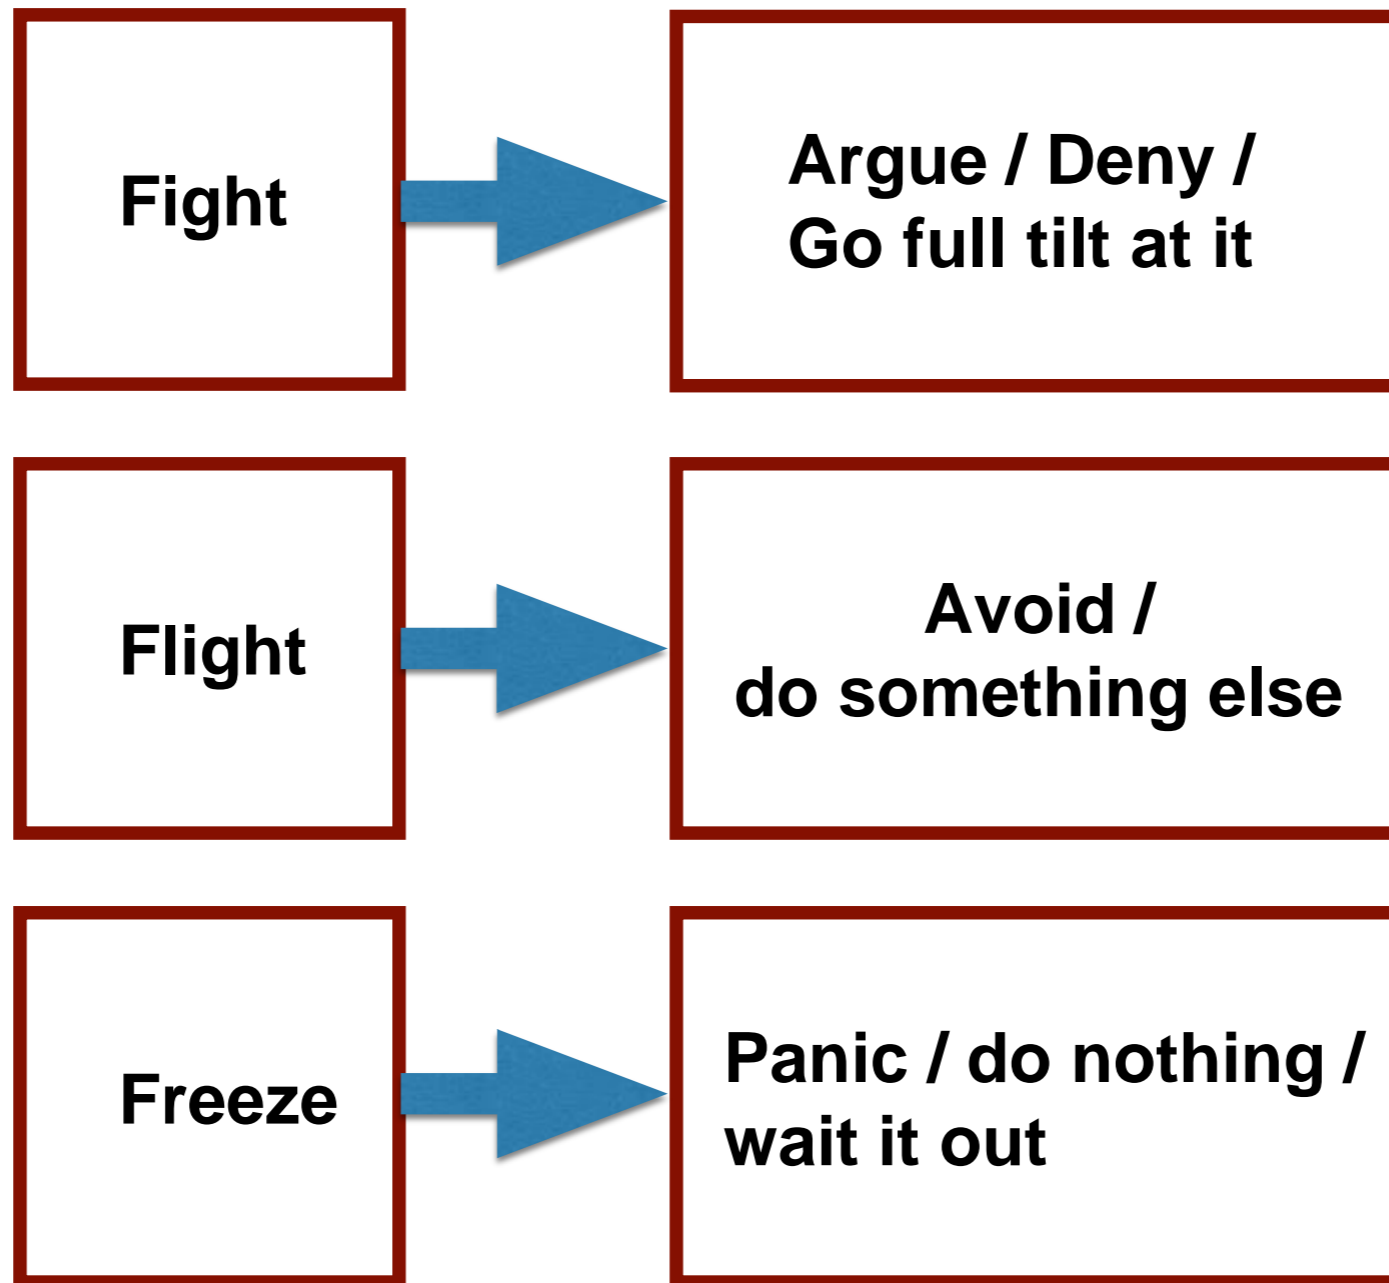 Fight
Argue / Deny /
Go full tilt at it
Flight
Avoid /
do something else
Freeze
Panic / do nothing /
wait it out